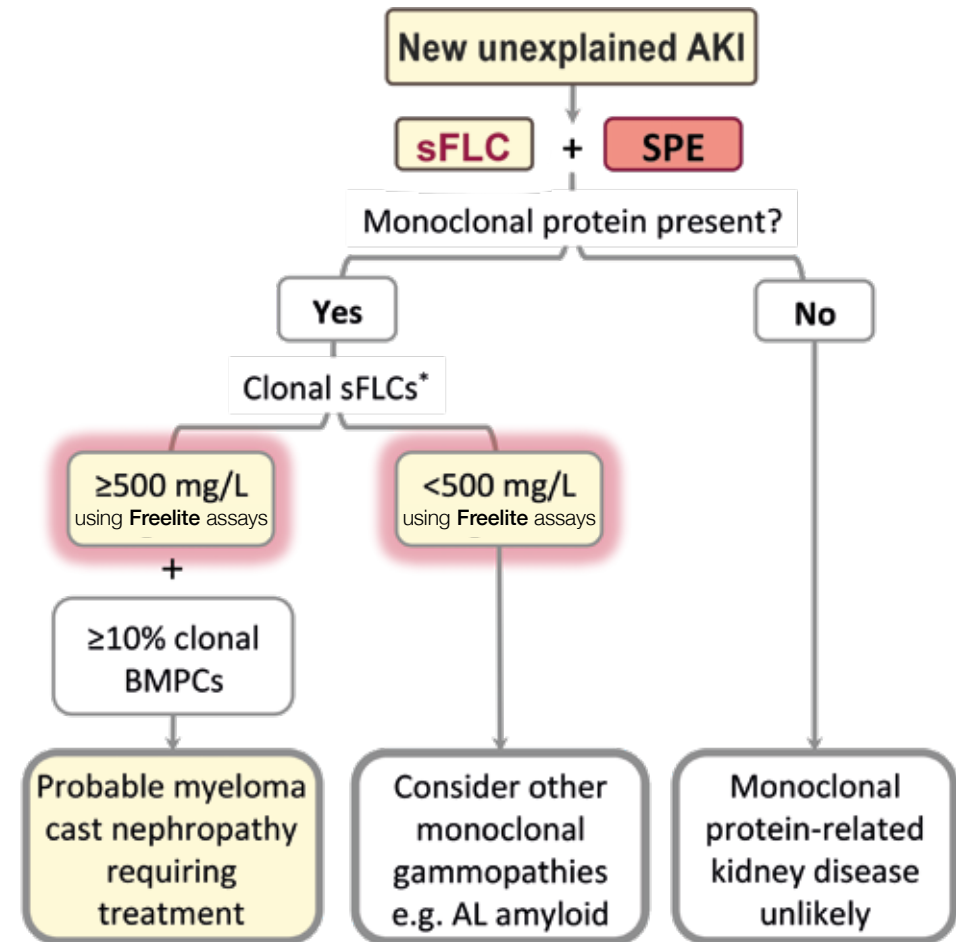 New unexplained AKI
sFLC + SPE
Monoclonal protein present?
Yes
No
Clonal sFLCs*
≥500 mg/L
using Freelite assays
<500 mg/L
using Freelite assays
+
≥10% clonal
BMPCs
Probable myeloma
cast nephropathy
requiring
treatment
Consider other
monoclonal
gammopathies
e.g. AL amyloid
Monoclonal
protein-related
kidney disease
unlikely